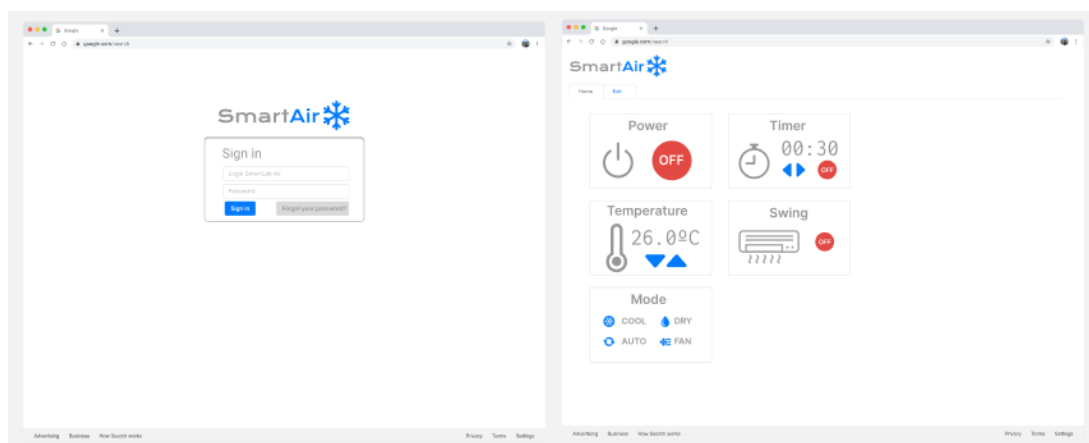 Google
google.com/search
SmartAir
Sign in
Login SmartLab Air
Password
Sign in
Forgot your password?
Advertising Business How Search works
Privacy Terms Settings
Google
google.com/search
SmartAir
Home
Exit
Power
OFF
Timer
00:30
OFF
Temperature
26.0ºC
Swing
OFF
Mode
COOL DRY
AUTO FAN
Advertising Business How Search works
Privacy Terms Settings